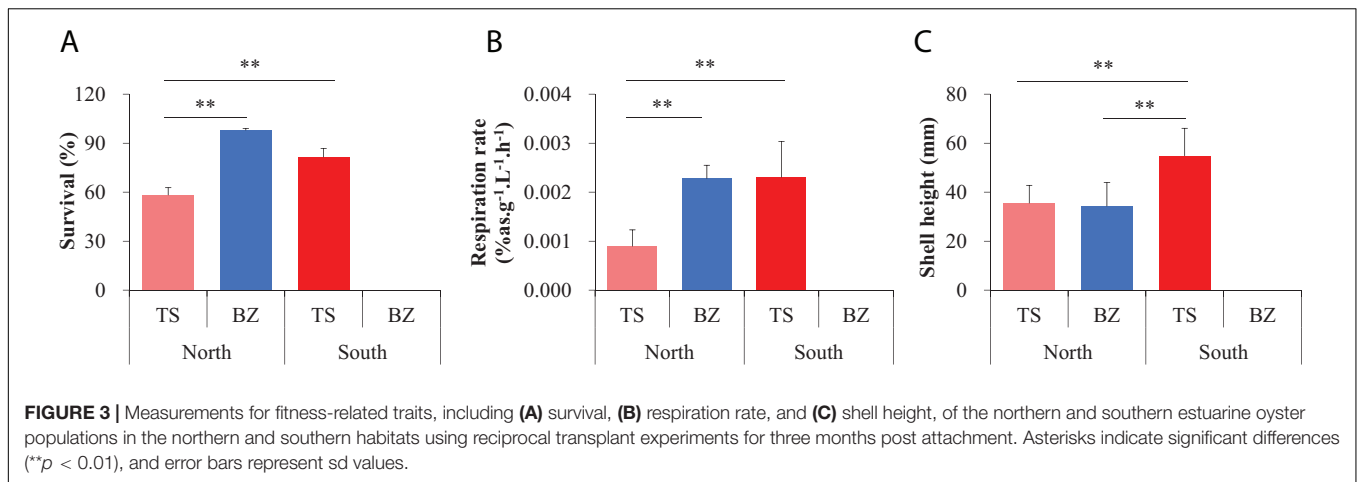 A
B
C
Survival (%)
120
90
60
30
0
**
**
TS BZ TS BZ
North South
Respiration rate
(%as.g⁻¹.L⁻¹.h⁻¹)
0.004
0.003
0.002
0.001
0.000
**
**
TS BZ TS BZ
North South
Shell height (mm)
80
60
40
20
0
**
**
TS BZ TS BZ
North South
FIGURE 3 | Measurements for fitness-related traits, including (A) survival, (B) respiration rate, and (C) shell height, of the northern and southern estuarine oyster
populations in the northern and southern habitats using reciprocal transplant experiments for three months post attachment. Asterisks indicate significant differences
(**p < 0.01), and error bars represent sd values.